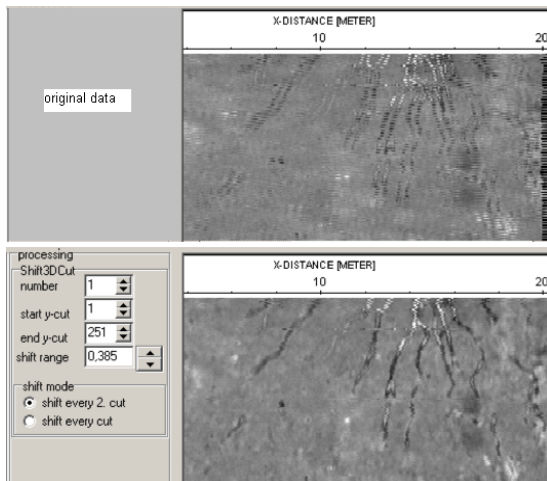 X-DISTANCE [METER]
10 20
original data
processing
Shift3DCut
number 1
start y-cut 1
end y-cut 251
shift range 0,385
shift mode
shift every 2. cut
shift every cut
X-DISTANCE [METER]
10 20